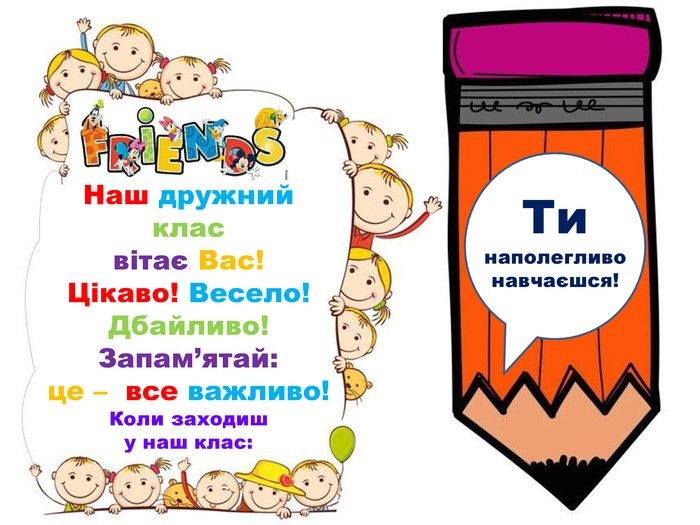 FRIENDS
Наш дружний
клас
вітає Вас!
Цікаво! Весело!
Дбайливо!
Запам’ятай:
це – все важливо!
Коли заходиш
у наш клас:
Ти
наполегливо
навчаєшся!